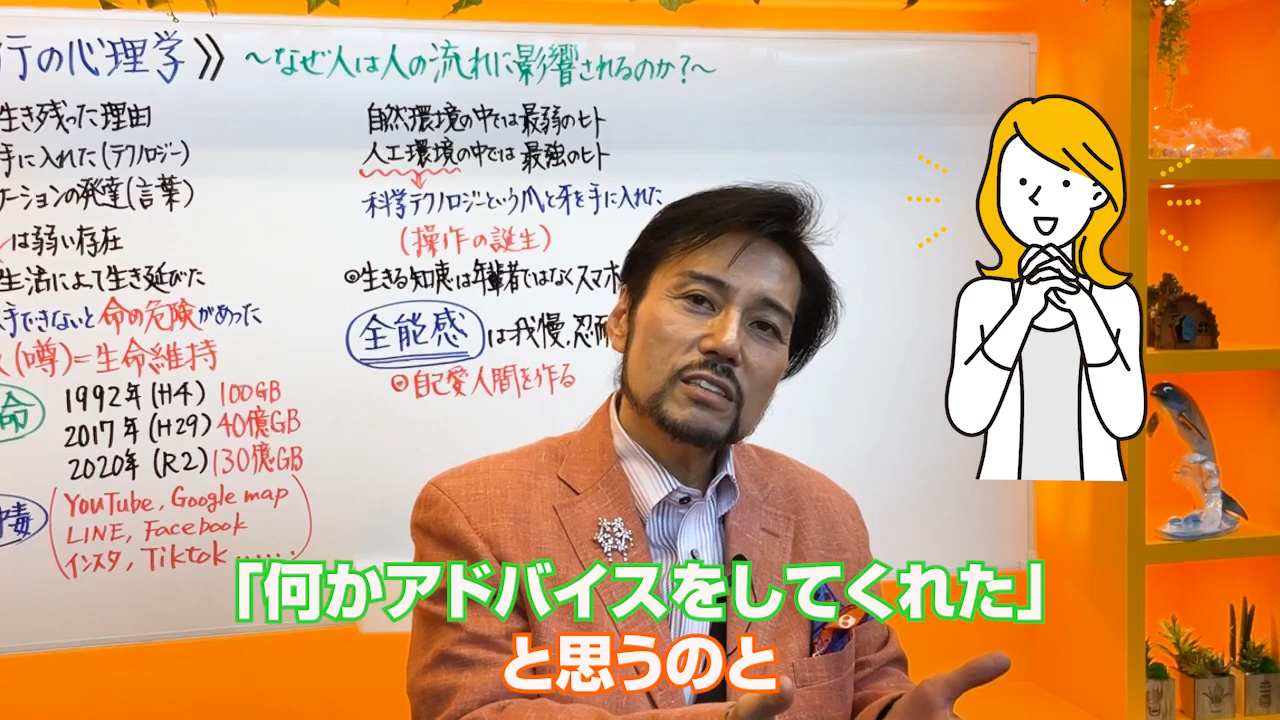 行の心理学》 ～なぜ人は人の流れに影響されるのか?～
生き残った理由
手に入れた(テクノロジー)
ーションの発達(言葉)
は弱い存在
生活によって生き延びた
手できないと命の危険があった
(噂)=生命維持
命
1992年(H4) 100GB
2017年(H29) 40億GB
2020年(R2) 130億GB
中毒
(YouTube, Google map
LINE, Facebook
インスタ, Tiktok ……)
自然環境の中では最弱のヒト
人工環境の中では最強のヒト
科学テクノロジーという爪と牙を手に入れた
(操作の誕生)
◎生きる知恵は年輩者ではなくスマホ
全能感は我慢,忍耐
◎自己愛人間を作る
「何かアドバイスをしてくれた」
と思うのと